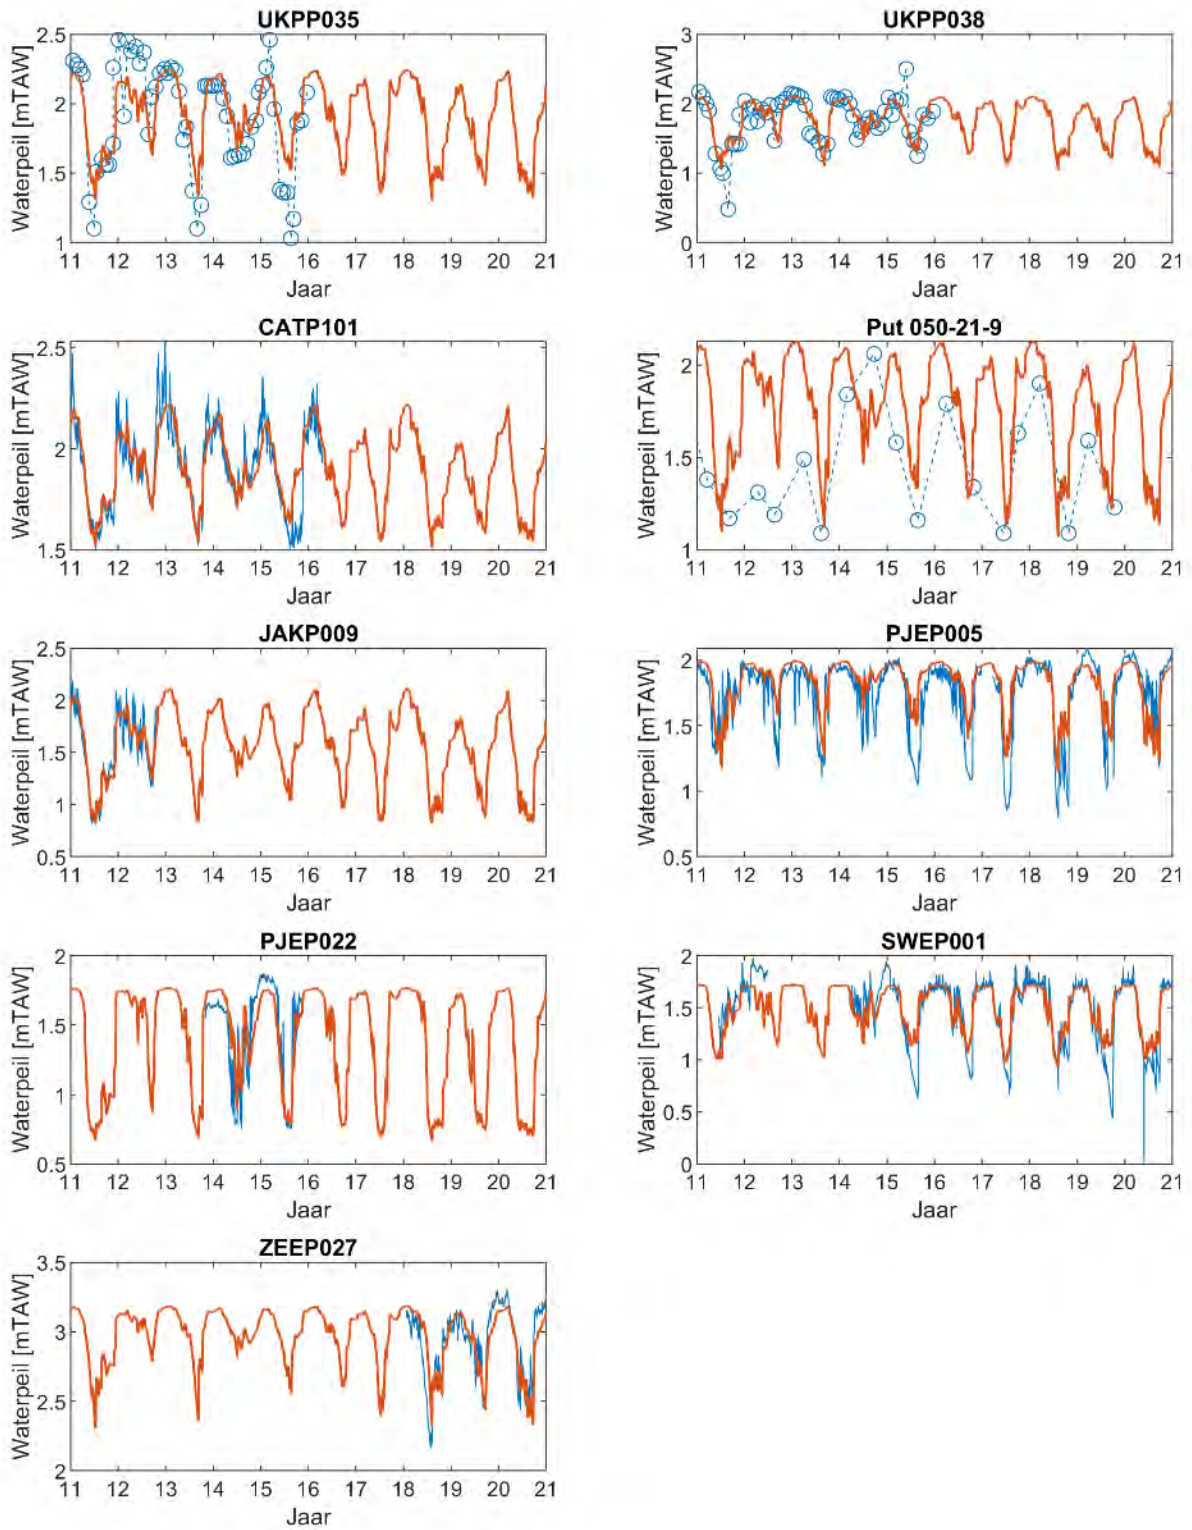 UKPP035
Waterpeil [mTAW]
2.5
2
1.5
1
11 12 13 14 15 16 17 18 19 20 21
Jaar
UKPP038
Waterpeil [mTAW]
3
2
1
0
11 12 13 14 15 16 17 18 19 20 21
Jaar
CATP101
Waterpeil [mTAW]
2.5
2
1.5
11 12 13 14 15 16 17 18 19 20 21
Jaar
Put 050-21-9
Waterpeil [mTAW]
2
1.5
1
11 12 13 14 15 16 17 18 19 20 21
Jaar
JAKP009
Waterpeil [mTAW]
2.5
2
1.5
1
0.5
11 12 13 14 15 16 17 18 19 20 21
Jaar
PJEP005
Waterpeil [mTAW]
2
1.5
1
0.5
11 12 13 14 15 16 17 18 19 20 21
Jaar
PJEP022
Waterpeil [mTAW]
2
1.5
1
0.5
11 12 13 14 15 16 17 18 19 20 21
Jaar
SWEP001
Waterpeil [mTAW]
2
1.5
1
0.5
0
11 12 13 14 15 16 17 18 19 20 21
Jaar
ZEEP027
Waterpeil [mTAW]
3.5
3
2.5
2
11 12 13 14 15 16 17 18 19 20 21
Jaar